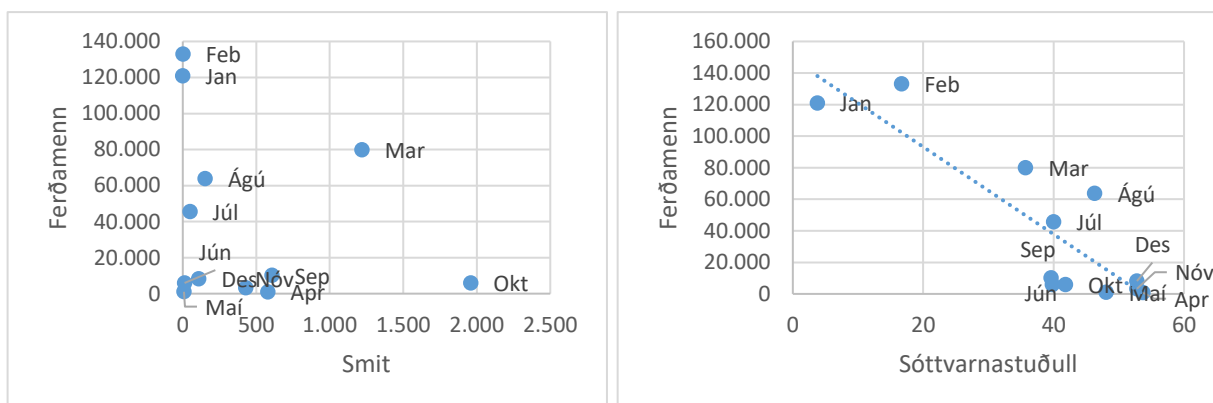 140.000
120.000
100.000
80.000
60.000
40.000
20.000
0
Ferðamenn
Feb
Jan
Mar
Ágú
Júl
Jún
Des
Nóv
Sep
Apr
Okt
Maí
0
500
1.000
1.500
2.000
2.500
Smit
160.000
140.000
120.000
100.000
80.000
60.000
40.000
20.000
0
Ferðamenn
Feb
Jan
Mar
Ágú
Júl
Sep
Des
Nóv
Jún
Okt
Maí
Apr
0
20
40
60
Sóttvarnastuðull